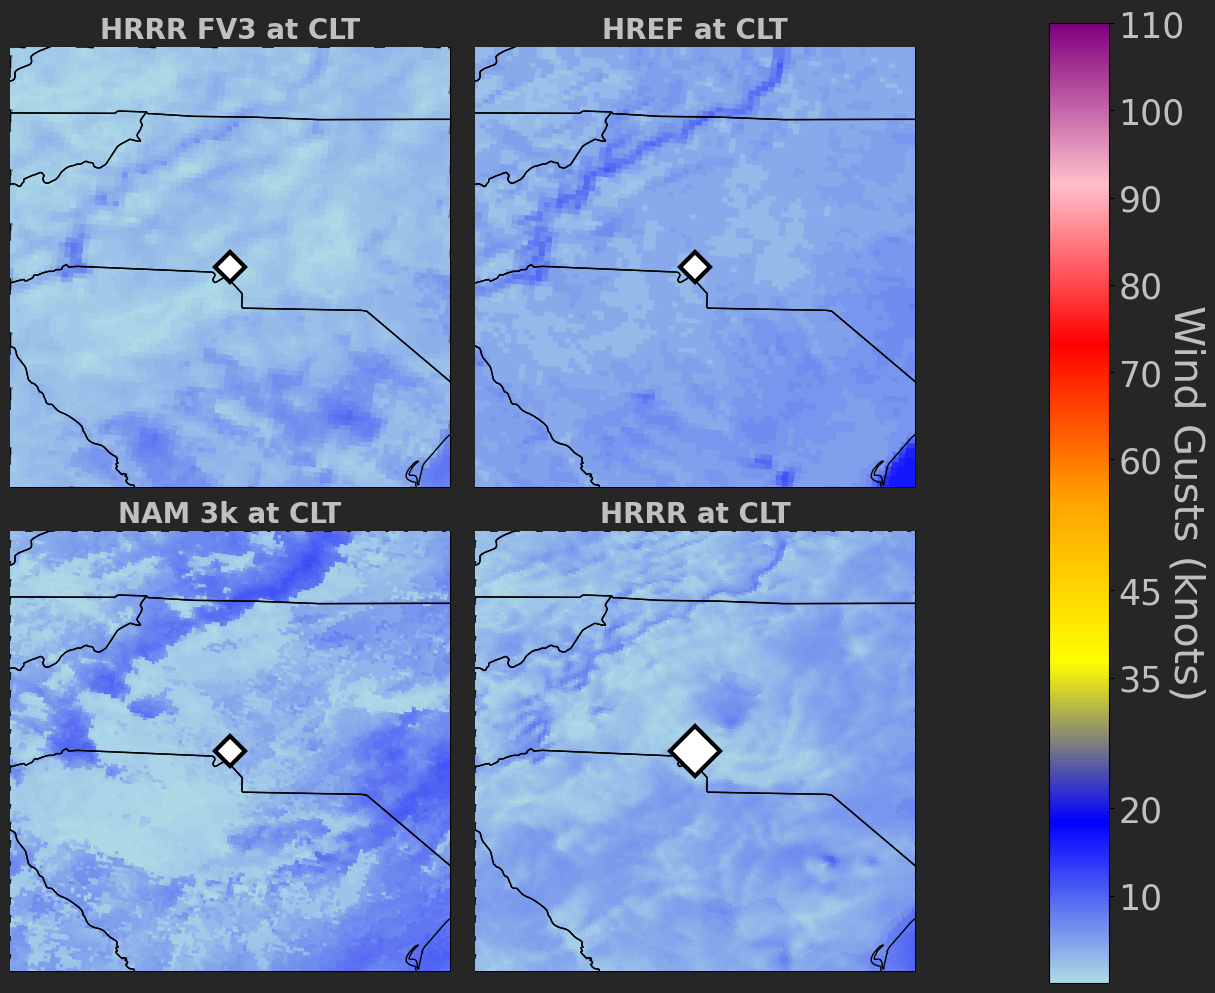 HRRR FV3 at CLT
HREF at CLT
NAM 3k at CLT
HRRR at CLT
110
100
90
80
70
60
45
35
20
10
Wind Gusts (knots)